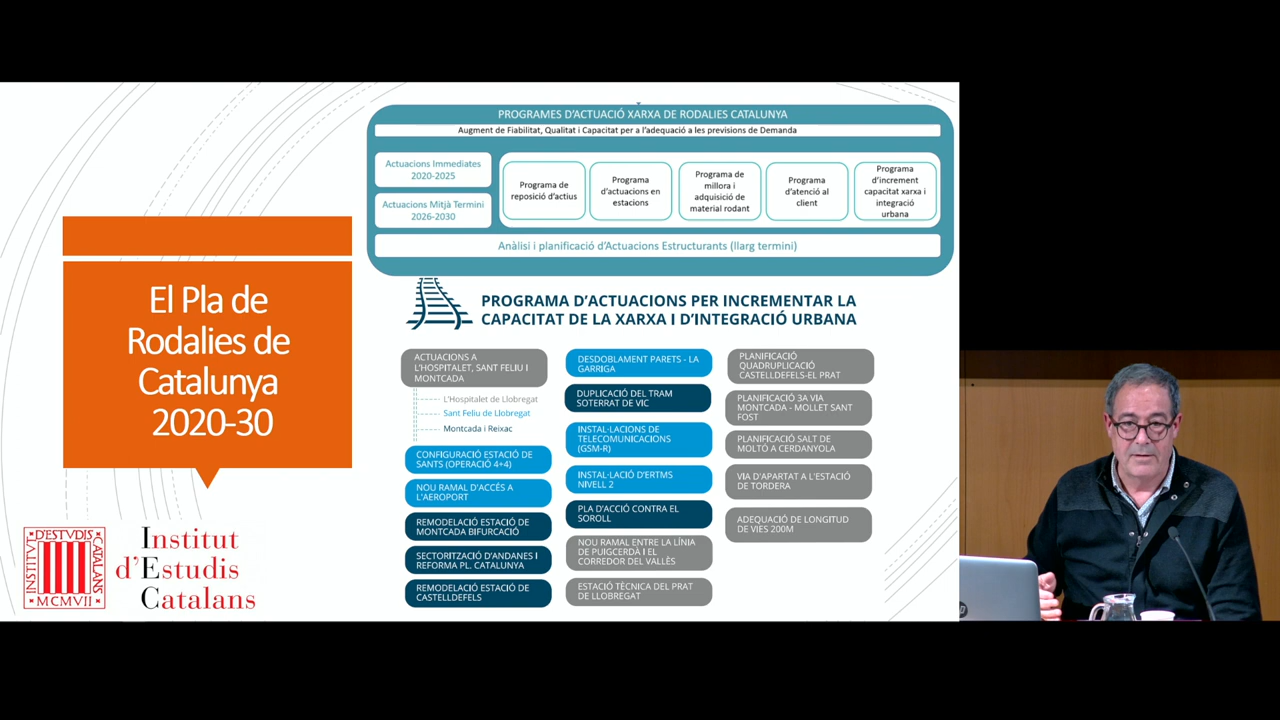 PROGRAMES D'ACTUACIÓ XARXA DE RODALIES CATALUNYA
Augment de Fiabilitat, Qualitat i Capacitat per a l'adequació a les previsions de Demanda
Actuacions Immediates
2020-2025
Actuacions Mitjà Termini
2026-2030
Programa de
reposició d'actius
Programa
d'actuacions en
estacions
Programa de
millora i
adquisició de
material rodant
Programa
d'atenció al
client
Programa
d'increment
capacitat xarxa i
integració
urbana
Anàlisi i planificació d'Actuacions Estructurants (llarg termini)
El Pla de
Rodalies de
Catalunya
2020-30
PROGRAMA D'ACTUACIONS PER INCREMENTAR LA
CAPACITAT DE LA XARXA I D'INTEGRACIÓ URBANA
ACTUACIONS A
L'HOSPITALET, SANT FELIU I
MONTCADA
L'Hospitalet de Llobregat
Sant Feliu de Llobregat
Montcada i Reixac
CONFIGURACIÓ ESTACIÓ DE
SANTS (OPERACIÓ 4+4)
NOU RAMAL D'ACCÉS A
L'AEROPORT
REMODELACIÓ ESTACIÓ DE
MONTCADA BIFURCACIÓ
SECTORITZACIÓ D'ANDANES I
REFORMA PL. CATALUNYA
REMODELACIÓ ESTACIÓ DE
CASTELLDEFELS
DESDOBLAMENT PARETS - LA
GARRIGA
DUPLICACIÓ DEL TRAM
SOTERRAT DE VIC
INSTAL·LACIONS DE
TELECOMUNICACIONS
(GSM-R)
INSTAL·LACIÓ D'ERTMS
NIVELL 2
PLA D'ACCIÓ CONTRA EL
SOROLL
NOU RAMAL ENTRE LA LÍNIA
DE PUIGCERDÀ I EL
CORREDOR DEL VALLÈS
ESTACIÓ TÈCNICA DEL PRAT
DE LLOBREGAT
PLANIFICACIÓ
QUADRUPLICACIÓ
CASTELLDEFELS-EL PRAT
PLANIFICACIÓ 3A VIA
MONTCADA - MOLLET SANT
FOST
PLANIFICACIÓ SALT DE
MOLTÓ A CERDANYOLA
VIA D'APARTAT A L'ESTACIÓ
DE TORDERA
ADEQUACIÓ DE LONGITUD
DE VIES 200M
INSTITVT
D'ESTVDIS
CATALANS
MCMVII
Institut
d'Estudis
Catalans